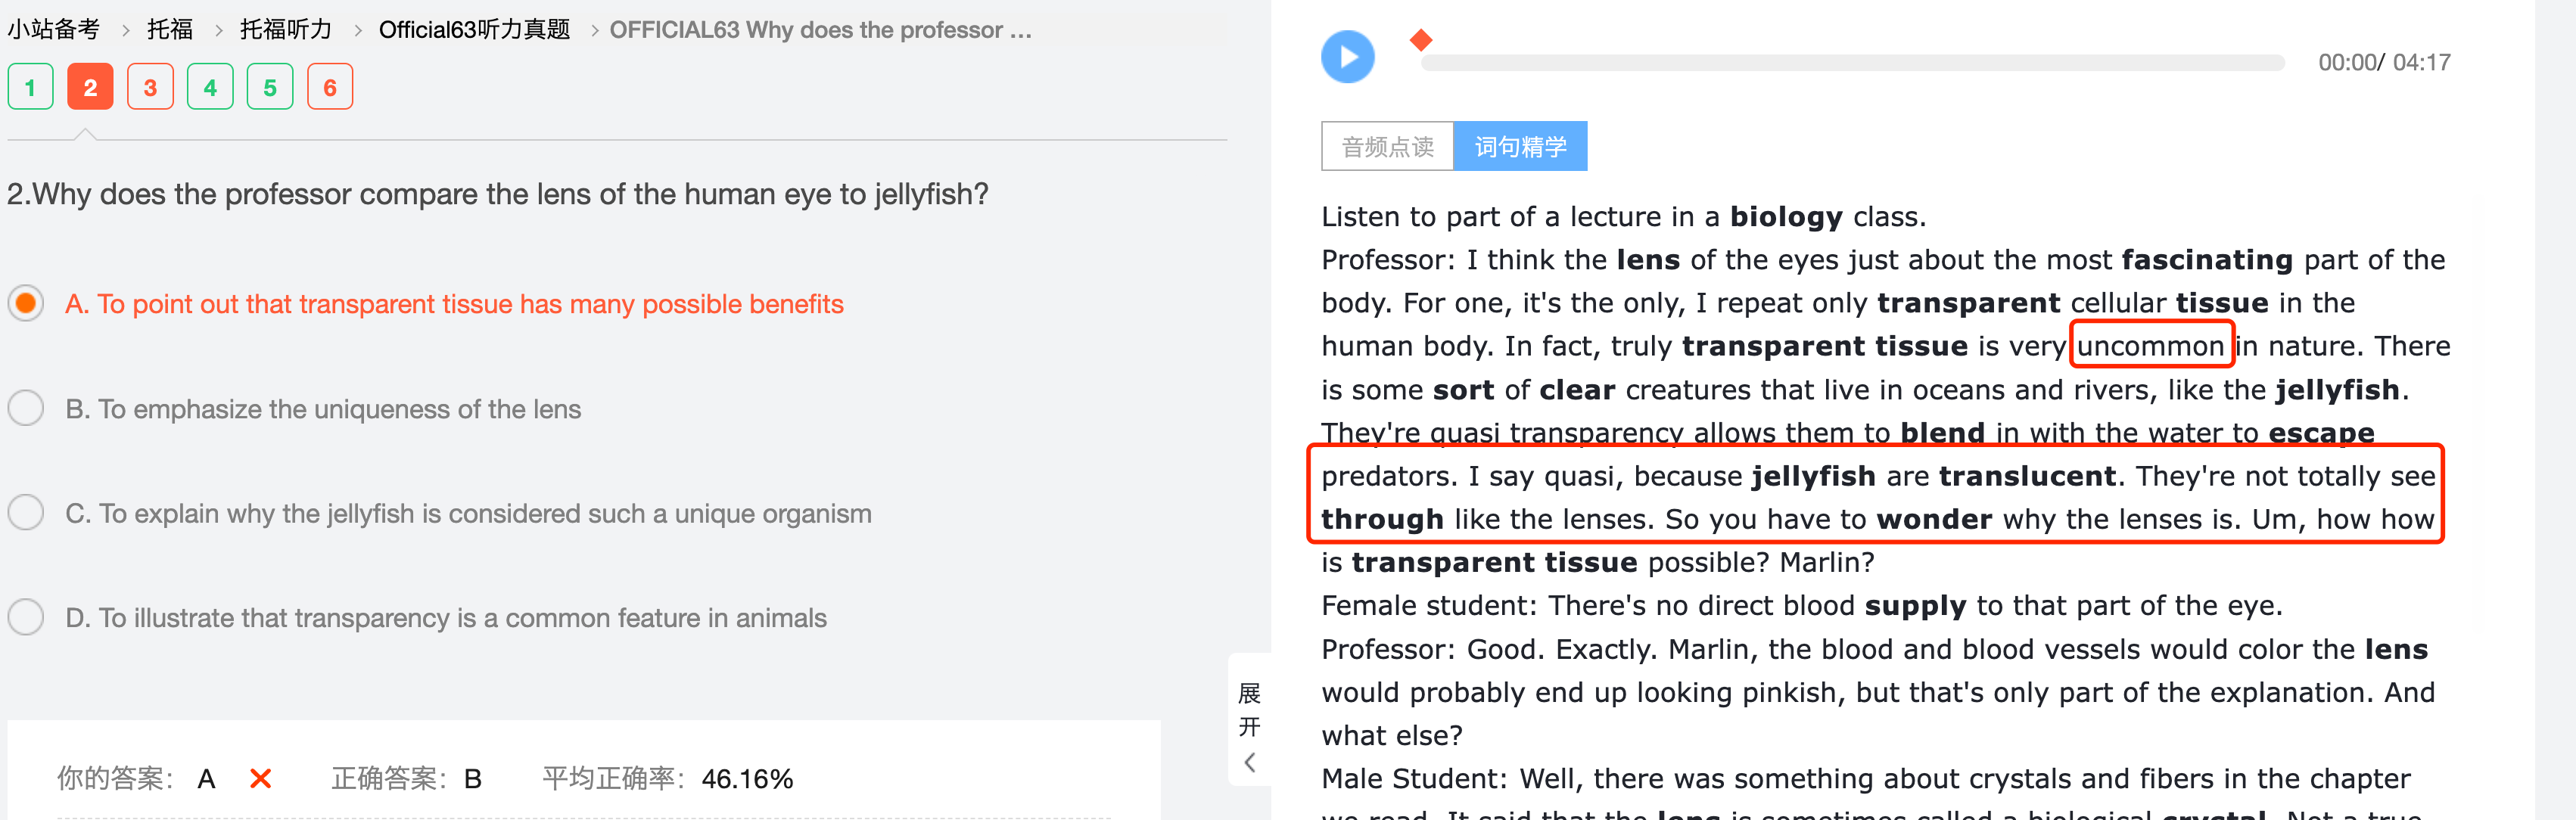 小站备考 > 托福 > 托福听力 > Official63听力真题 > OFFICIAL63 Why does the professor ...
1 2 3 4 5 6
2.Why does the professor compare the lens of the human eye to jellyfish?
A. To point out that transparent tissue has many possible benefits
B. To emphasize the uniqueness of the lens
C. To explain why the jellyfish is considered such a unique organism
D. To illustrate that transparency is a common feature in animals
你的答案： A 正确答案： B 平均正确率： 46.16%
展
开
00:00/ 04:17
音频点读 词句精学
Listen to part of a lecture in a biology class.
Professor: I think the lens of the eyes just about the most fascinating part of the
body. For one, it's the only, I repeat only transparent cellular tissue in the
human body. In fact, truly transparent tissue is very uncommon in nature. There
is some sort of clear creatures that live in oceans and rivers, like the jellyfish.
They're quasi transparency allows them to blend in with the water to escape
predators. I say quasi, because jellyfish are translucent. They're not totally see
through like the lenses. So you have to wonder why the lenses is. Um, how how
is transparent tissue possible? Marlin?
Female student: There's no direct blood supply to that part of the eye.
Professor: Good. Exactly. Marlin, the blood and blood vessels would color the lens
would probably end up looking pinkish, but that's only part of the explanation. And
what else?
Male Student: Well, there was something about crystals and fibers in the chapter
we read. It said that the lens is sometimes called a biological crystal. Not a true